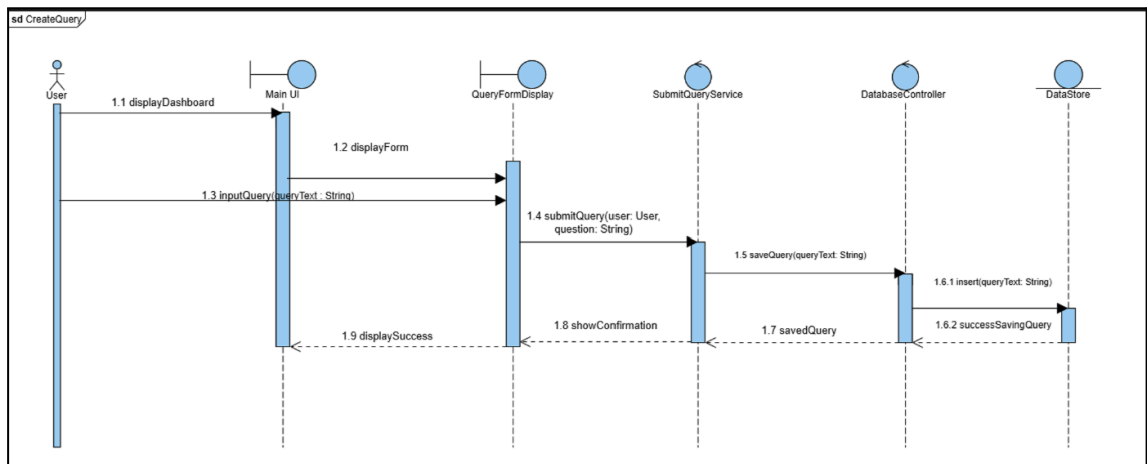 sd CreateQuery
User
Main UI
QueryFormDisplay
SubmitQueryService
DatabaseController
DataStore
1.1 displayDashboard
1.2 displayForm
1.3 inputQuery(queryText : String)
1.4 submitQuery(user: User,
question: String)
1.5 saveQuery(queryText: String)
1.6.1 insert(queryText: String)
1.6.2 successSavingQuery
1.7 savedQuery
1.8 showConfirmation
1.9 displaySuccess